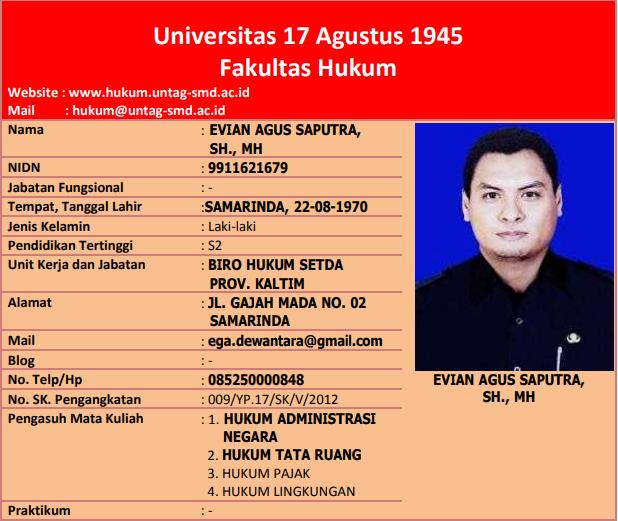 Universitas 17 Agustus 1945
Fakultas Hukum
Website : www.hukum.untag-smd.ac.id
Mail : hukum@untag-smd.ac.id
Nama : EVIAN AGUS SAPUTRA,
SH., MH
NIDN : 9911621679
Jabatan Fungsional : -
Tempat, Tanggal Lahir :SAMARINDA, 22-08-1970
Jenis Kelamin : Laki-laki
Pendidikan Tertinggi : S2
Unit Kerja dan Jabatan : BIRO HUKUM SETDA
PROV. KALTIM
Alamat : JL. GAJAH MADA NO. 02
SAMARINDA
Mail : ega.dewantara@gmail.com
Blog : -
No. Telp/Hp : 085250000848
No. SK. Pengangkatan : 009/YP.17/SK/V/2012
Pengasuh Mata Kuliah : 1. HUKUM ADMINISTRASI
NEGARA
2. HUKUM TATA RUANG
3. HUKUM PAJAK
4. HUKUM LINGKUNGAN
Praktikum : -
EVIAN AGUS SAPUTRA,
SH., MH